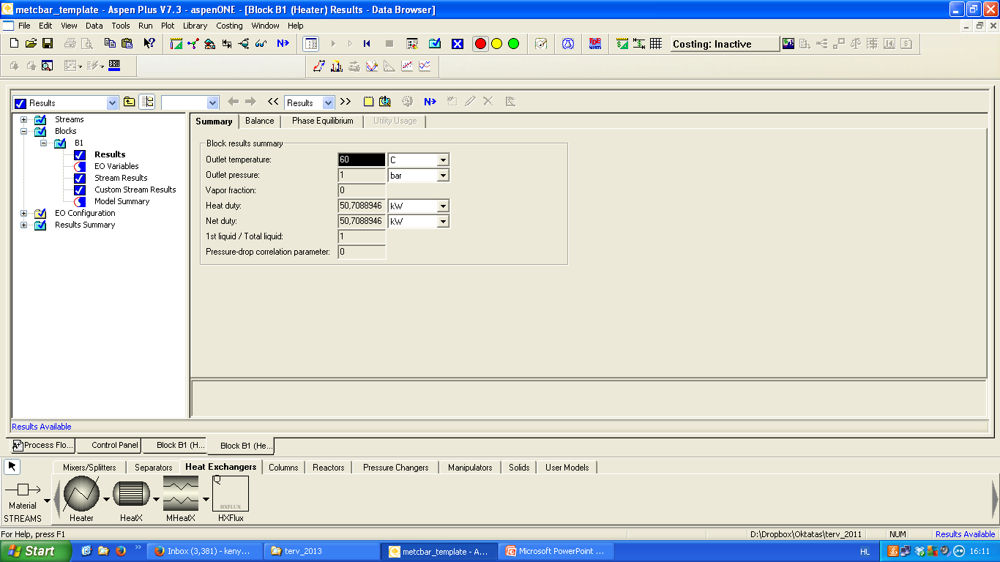 metcbar_template - Aspen Plus V7.3 - aspenONE - [Block B1 (Heater) Results - Data Browser]
File Edit View Data Tools Run Plot Library Costing Window Help
Costing: Inactive
Results Results
Streams
Blocks
B1
Results
EO Variables
Stream Results
Custom Stream Results
Model Summary
EO Configuration
Results Summary
Summary Balance Phase Equilibrium Utility Usage
Block results summary
Outlet temperature: 60 C
Outlet pressure: 1 bar
Vapor fraction: 0
Heat duty: 50,7088946 kW
Net duty: 50,7088946 kW
1st liquid / Total liquid: 1
Pressure-drop correlation parameter: 0
Results Available
Process Flo... Control Panel Block B1 (H... Block B1 (He...
Mixers/Splitters Separators Heat Exchangers Columns Reactors Pressure Changers Manipulators Solids User Models
Q
HXFLUX
Material
STREAMS
Heater HeatX MHeatX HXFlux
For Help, press F1 D:\Dropbox\Oktatas\terv_2011 NUM Results Available
Start Inbox (3,381) - keny... terv_2013 metcbar_template - A... Microsoft PowerPoint ... HL 16:11